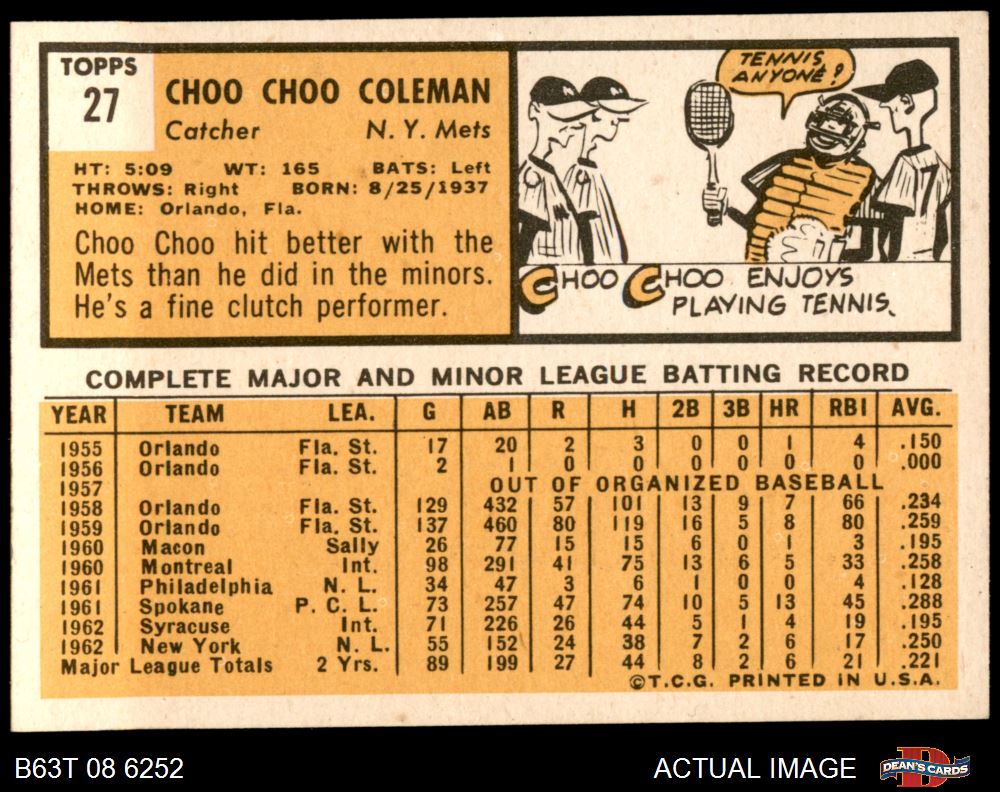 TOPPS
27
CHOO CHOO COLEMAN
Catcher N. Y. Mets
HT: 5:09 WT: 165 BATS: Left
THROWS: Right BORN: 8/25/1937
HOME: Orlando, Fla.
Choo Choo hit better with the
Mets than he did in the minors.
He's a fine clutch performer.
TENNIS,
ANYONE?
7
CHOO CHOO ENJOYS
PLAYING TENNIS.
COMPLETE MAJOR AND MINOR LEAGUE BATTING RECORD
YEAR TEAM LEA. G AB R H 2B 3B HR RBI AVG.
1955 Orlando Fla. St. 17 20 2 3 0 0 1 4 .150
1956 Orlando Fla. St. 2 1 0 0 0 0 0 0 .000
1957 OUT OF ORGANIZED BASEBALL
1958 Orlando Fla. St. 129 432 57 101 13 9 7 66 .234
1959 Orlando Fla. St. 137 460 80 119 16 5 8 80 .259
1960 Macon Sally 26 77 15 15 6 0 1 3 .195
1960 Montreal Int. 98 291 41 75 13 6 5 33 .258
1961 Philadelphia N. L. 34 47 3 6 1 0 0 4 .128
1961 Spokane P. C. L. 73 257 47 74 10 5 13 45 .288
1962 Syracuse Int. 71 226 26 44 5 1 4 19 .195
1962 New York N. L. 55 152 24 38 7 2 6 17 .250
Major League Totals 2 Yrs. 89 199 27 44 8 2 6 21 .221
©T.C.G. PRINTED IN U.S.A.
B63T 08 6252
ACTUAL IMAGE
DEAN'S CARDS